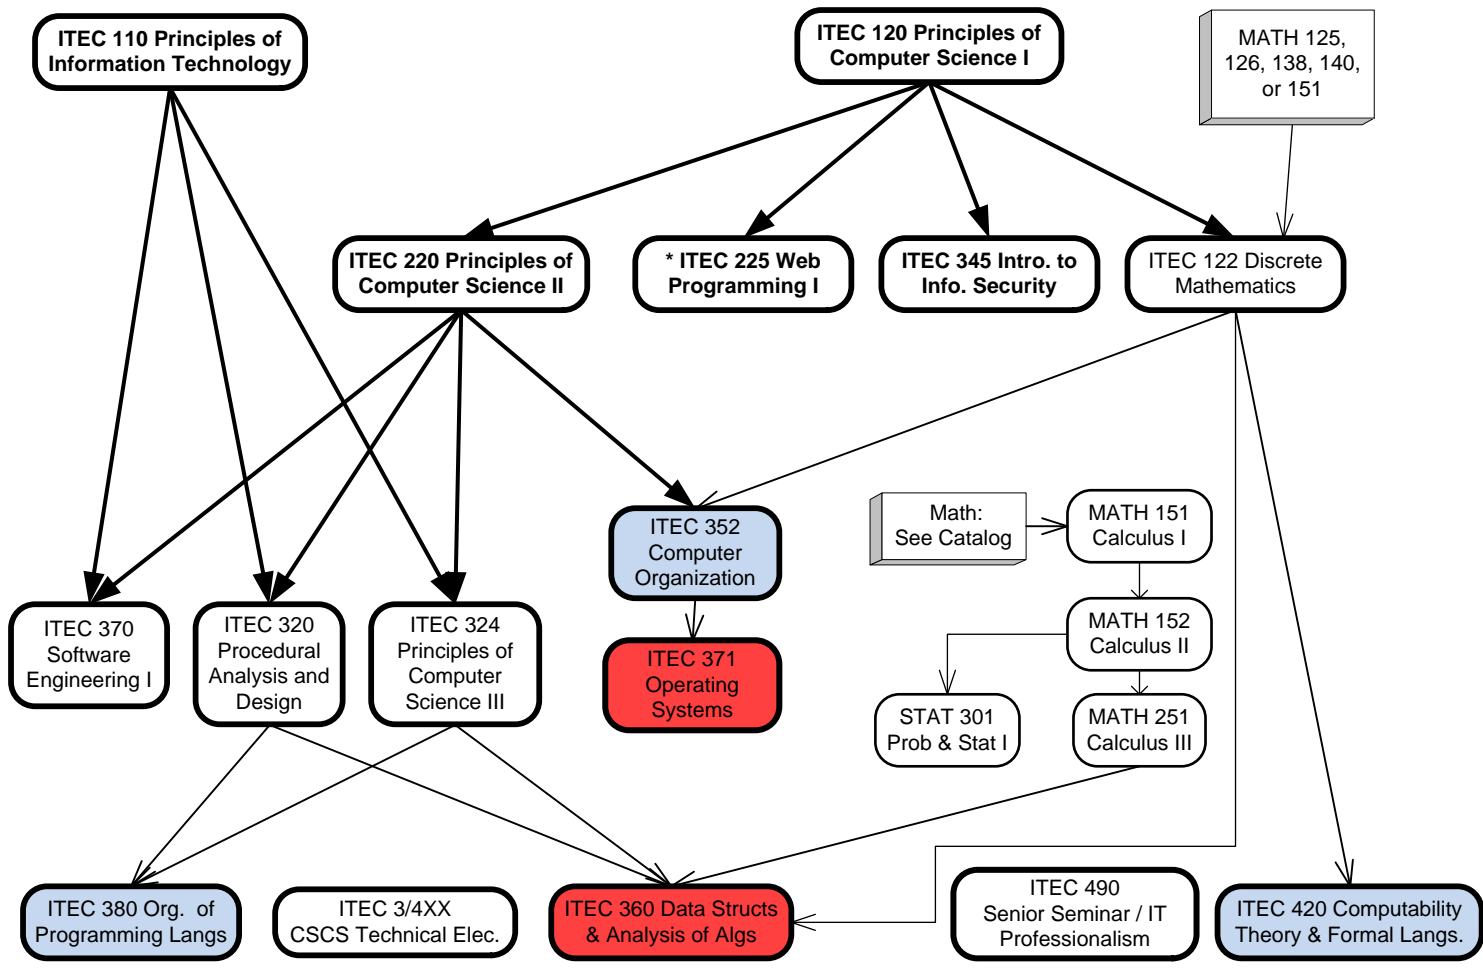 ITEC 110 Principles of
Information Technology
ITEC 120 Principles of
Computer Science I
MATH 125,
126, 138, 140,
or 151
ITEC 220 Principles of
Computer Science II
* ITEC 225 Web
Programming I
ITEC 345 Intro. to
Info. Security
ITEC 122 Discrete
Mathematics
ITEC 352
Computer
Organization
Math:
See Catalog
MATH 151
Calculus I
ITEC 370
Software
Engineering I
ITEC 320
Procedural
Analysis and
Design
ITEC 324
Principles of
Computer
Science III
ITEC 371
Operating
Systems
MATH 152
Calculus II
STAT 301
Prob & Stat I
MATH 251
Calculus III
ITEC 380 Org. of
Programming Langs
ITEC 3/4XX
CSCS Technical Elec.
ITEC 360 Data Structs
& Analysis of Algs
ITEC 490
Senior Seminar / IT
Professionalism
ITEC 420 Computability
Theory & Formal Langs.